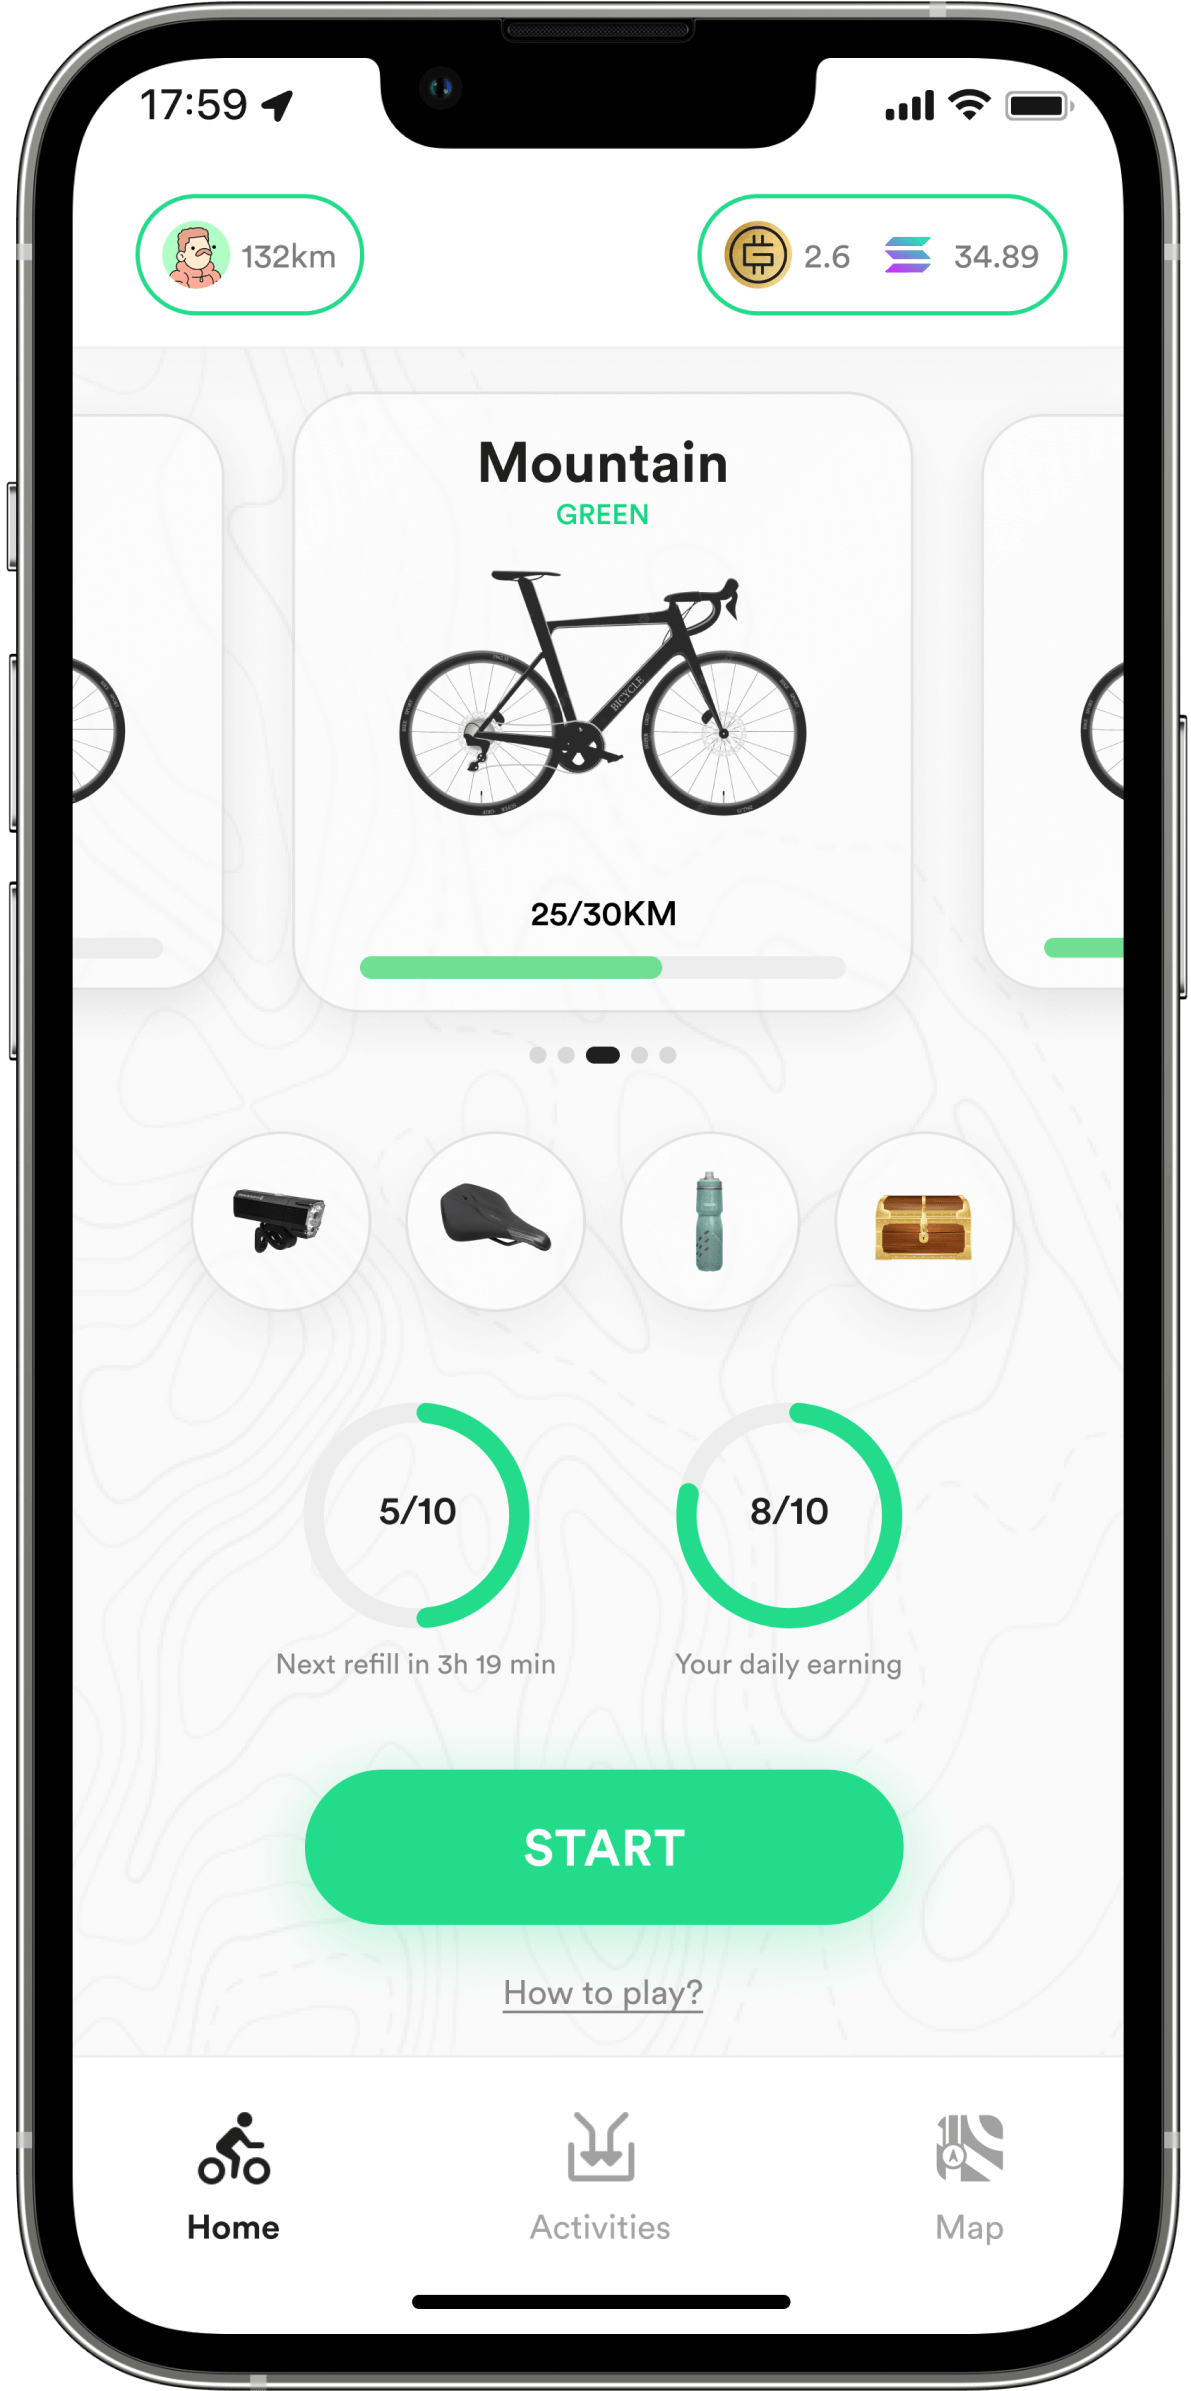 17:59
132km
2.6
34.89
Mountain
GREEN
BICYCLE
25/30KM
5/10
8/10
Next refill in 3h 19 min
Your daily earning
START
How to play?
Home
Activities
Map